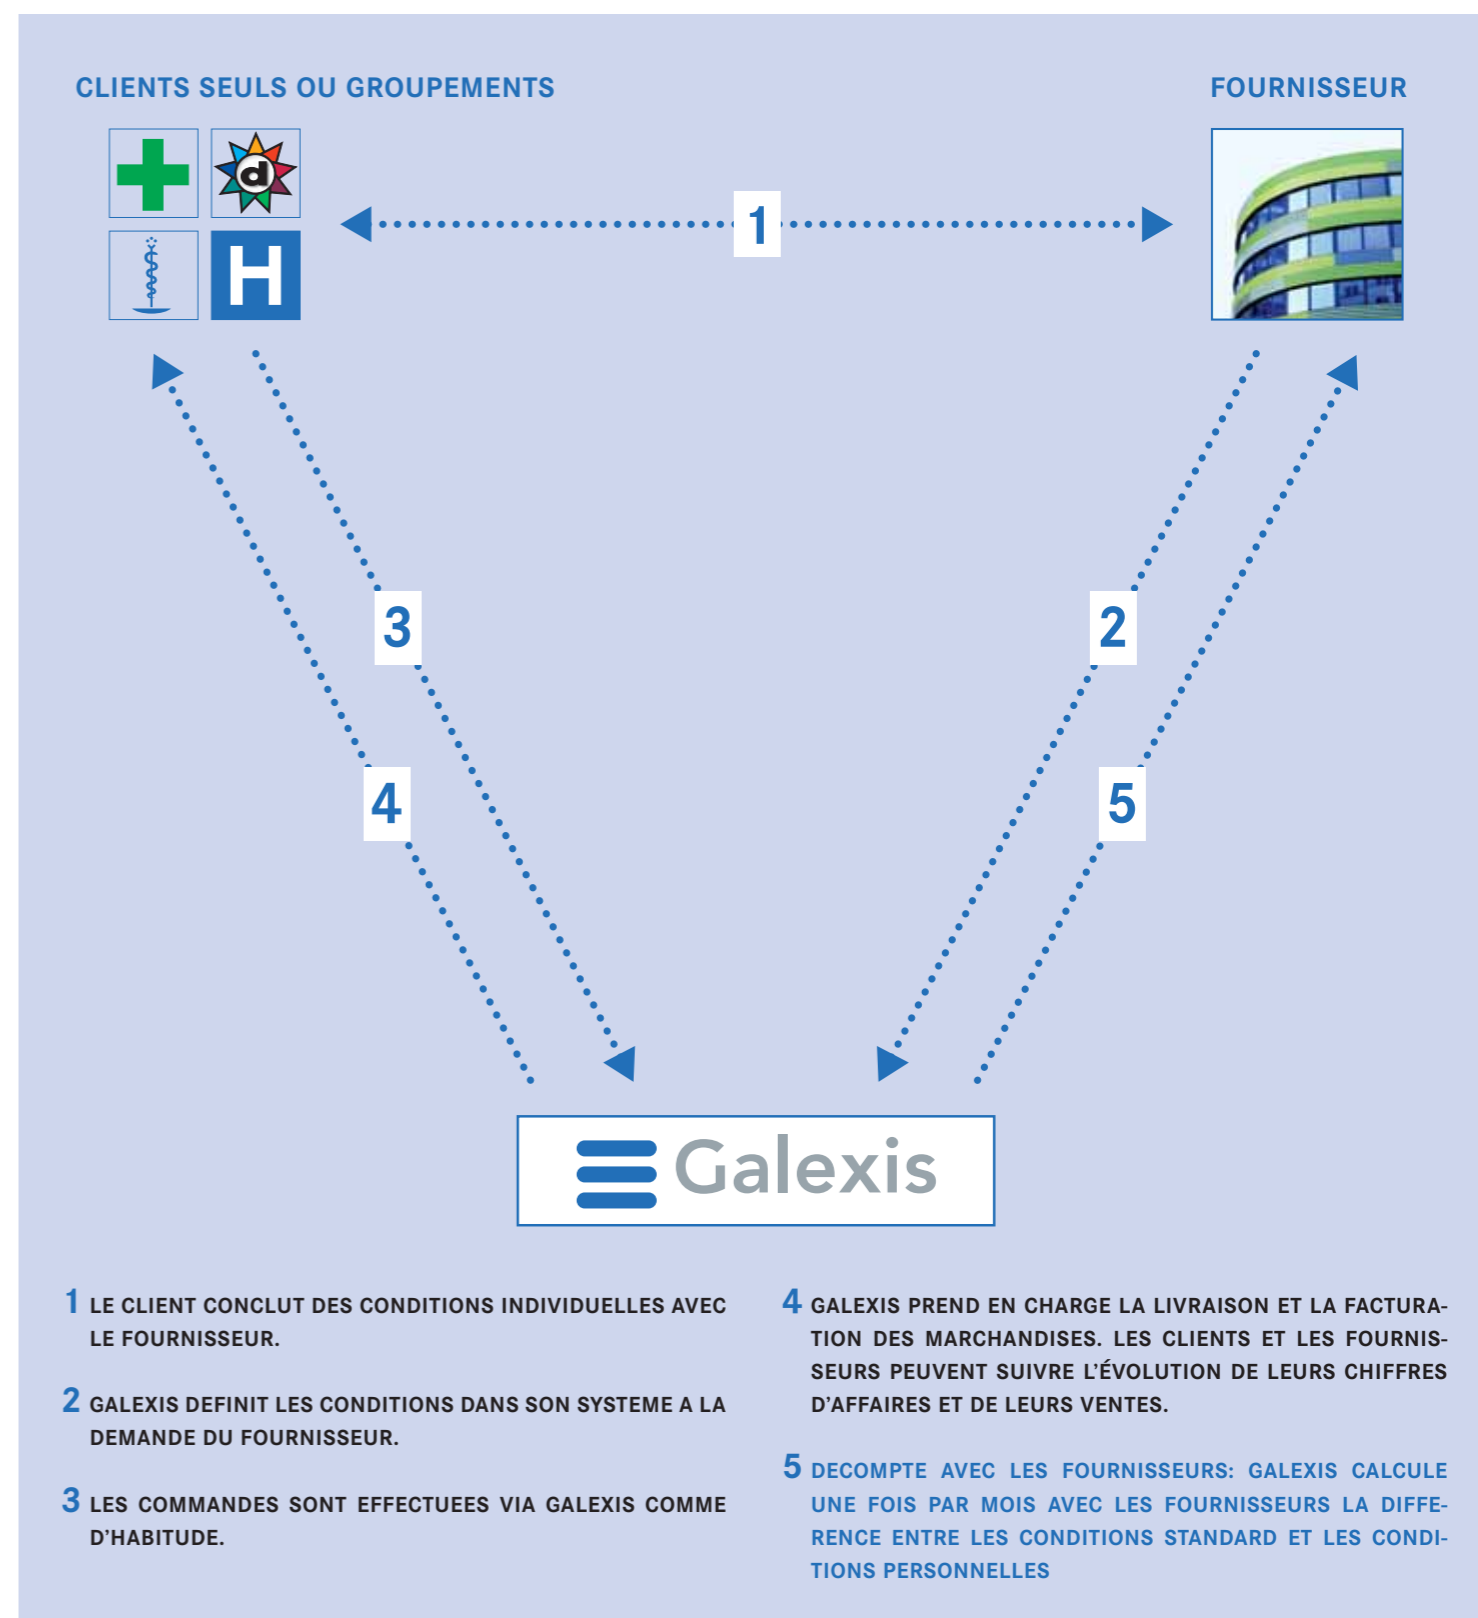 CLIENTS SEULS OU GROUPEMENTS
FOURNISSEUR
d
H
1
3
2
4
5
Galexis
1 LE CLIENT CONCLUT DES CONDITIONS INDIVIDUELLES AVEC
LE FOURNISSEUR.
2 GALEXIS DEFINIT LES CONDITIONS DANS SON SYSTEME A LA
DEMANDE DU FOURNISSEUR.
3 LES COMMANDES SONT EFFECTUEES VIA GALEXIS COMME
D'HABITUDE.
4 GALEXIS PREND EN CHARGE LA LIVRAISON ET LA FACTURA-
TION DES MARCHANDISES. LES CLIENTS ET LES FOURNIS-
SEURS PEUVENT SUIVRE L'ÉVOLUTION DE LEURS CHIFFRES
D'AFFAIRES ET DE LEURS VENTES.
5 DECOMPTE AVEC LES FOURNISSEURS: GALEXIS CALCULE
UNE FOIS PAR MOIS AVEC LES FOURNISSEURS LA DIFFE-
RENCE ENTRE LES CONDITIONS STANDARD ET LES CONDI-
TIONS PERSONNELLES